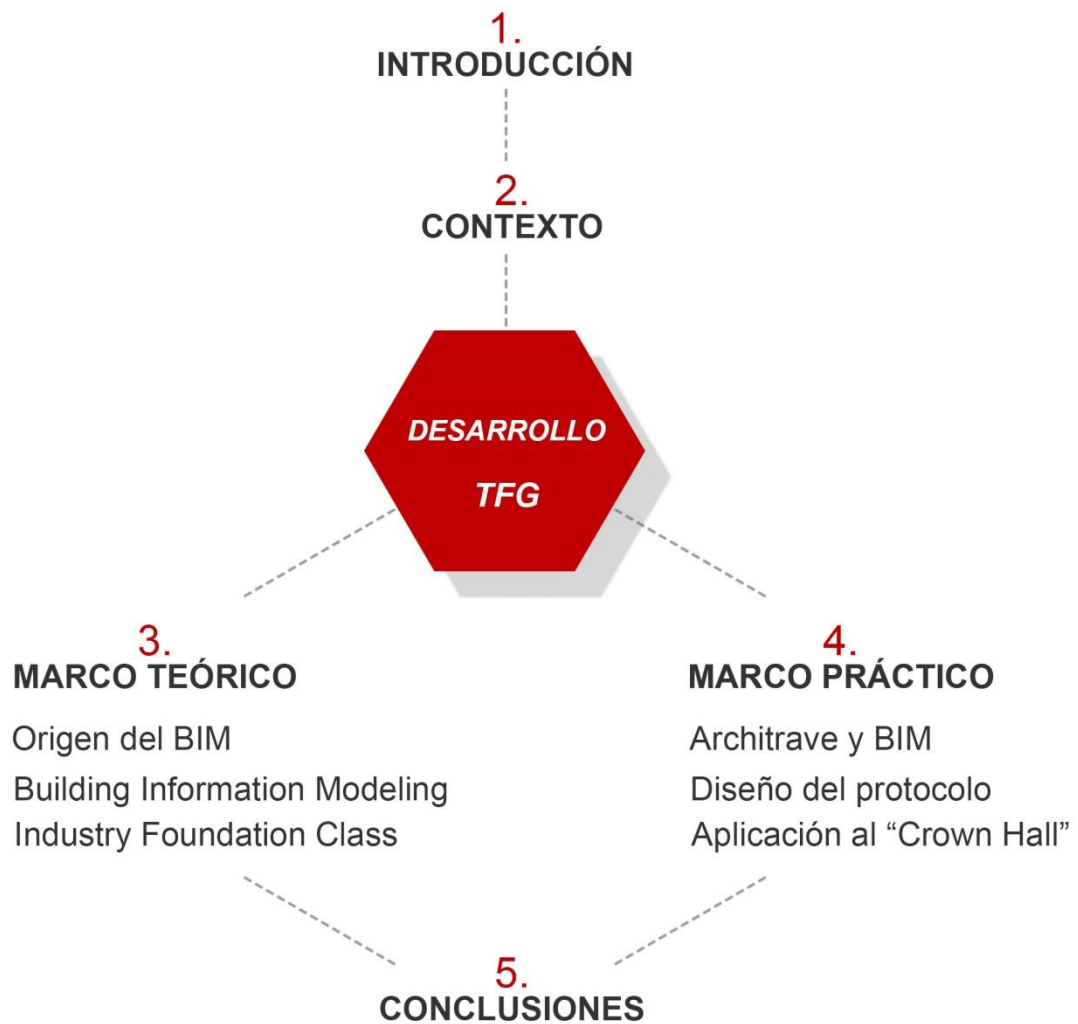 1.
INTRODUCCIÓN
2.
CONTEXTO
DESARROLLO
TFG
3.
MARCO TEÓRICO
Origen del BIM
Building Information Modeling
Industry Foundation Class
4.
MARCO PRÁCTICO
Architrave y BIM
Diseño del protocolo
Aplicación al “Crown Hall”
5.
CONCLUSIONES